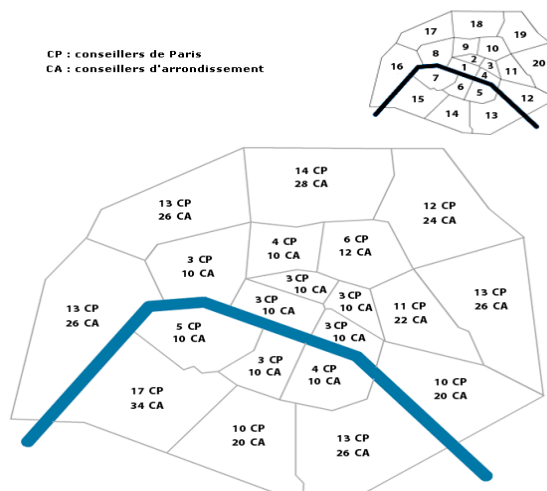 17
18
19
8
9
10
20
16
2
3
11
1
7
4
6
5
12
15
14
13
CP : conseillers de Paris
CA : conseillers d'arrondissement
14 CP
28 CA
13 CP
26 CA
12 CP
24 CA
4 CP
10 CA
6 CP
12 CA
3 CP
10 CA
3 CP
10 CA
13 CP
26 CA
3 CP
10 CA
3 CP
10 CA
11 CP
22 CA
13 CP
26 CA
5 CP
10 CA
3 CP
10 CA
3 CP
10 CA
4 CP
10 CA
10 CP
20 CA
17 CP
34 CA
10 CP
20 CA
13 CP
26 CA